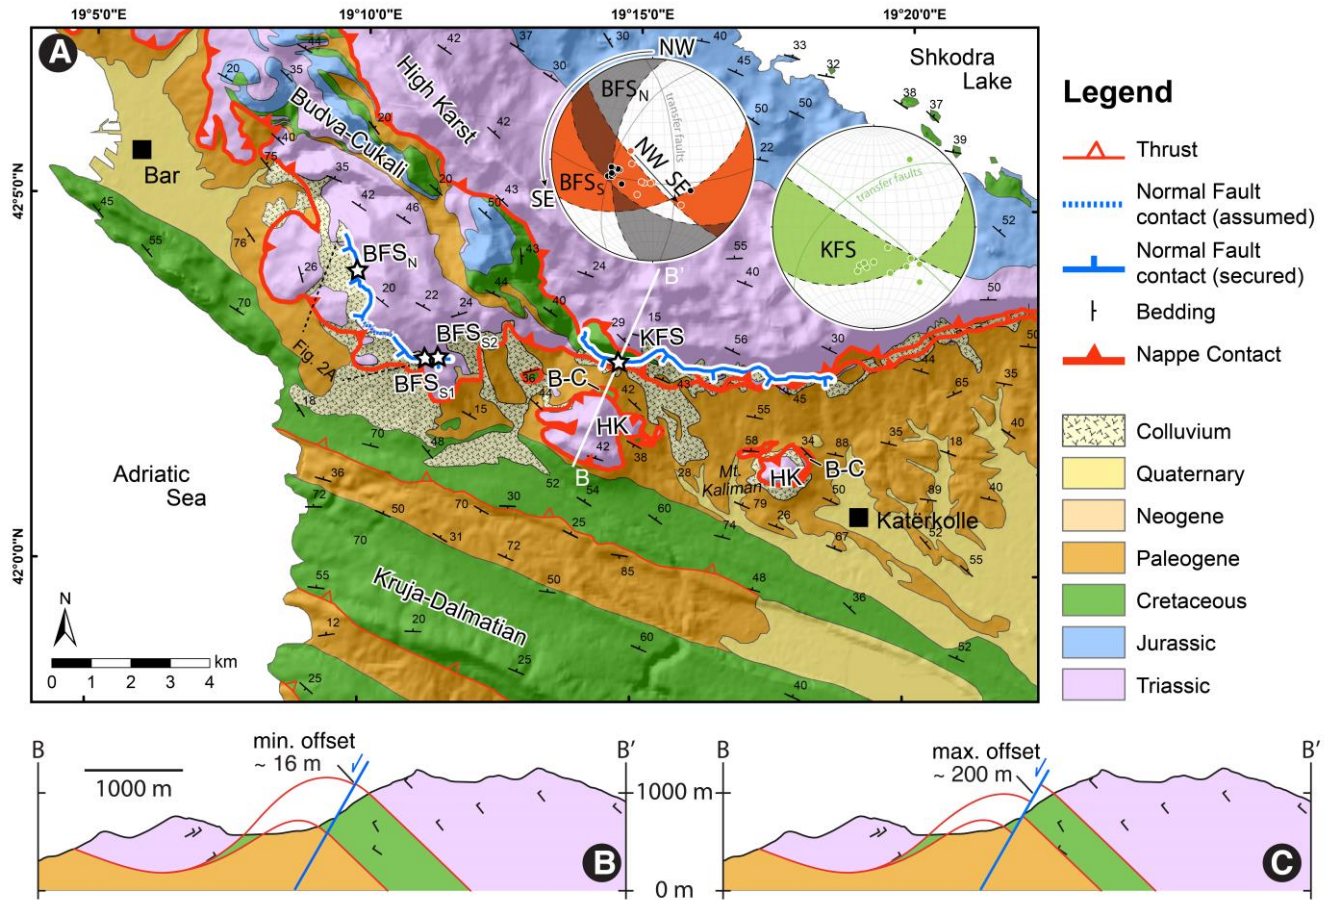 19°5'0"E
19°10'0"E
19°15'0"E
19°20'0"E
A
42°5'0"N
42°0'0"N
Bar
Budva-Cukali
High Karst
Shkodra
Lake
NW
SE
BFSN
BFSS
NW SE
transfer faults
transfer faults
KFS
BFSN
BFSS2
BFSS1
Fig. 2A
KFS
B'
B
B-C
HK
B-C
HK
Mt.
Kaliman
Katërkolle
Adriatic
Sea
Kruja-Dalmatian
N
0 1 2 3 4 km
Legend
Thrust
Normal Fault
contact (assumed)
Normal Fault
contact (secured)
Bedding
Nappe Contact
Colluvium
Quaternary
Neogene
Paleogene
Cretaceous
Jurassic
Triassic
B
B'
min. offset
~ 16 m
1000 m
1000 m
0 m
B
B
B'
max. offset
~ 200 m
C